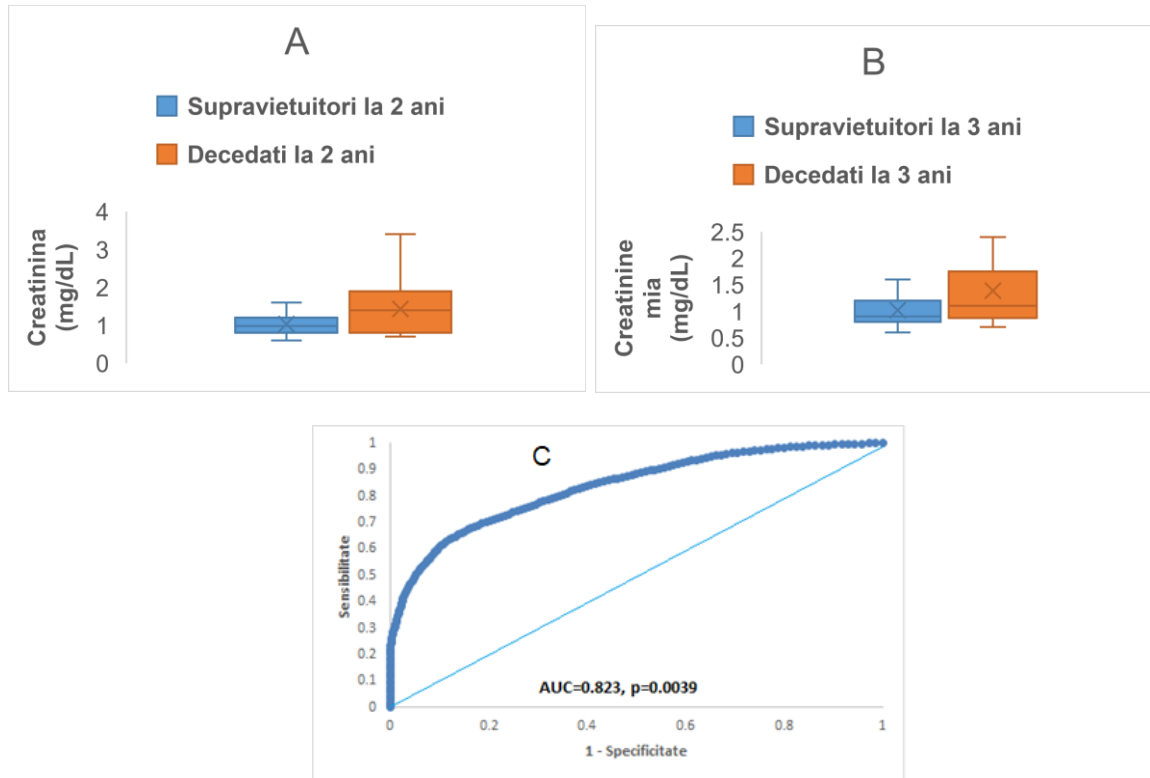 A
Supravietuitori la 2 ani
Decedati la 2 ani
Creatinina
(mg/dL)
4
3
2
1
0
B
Supravietuitori la 3 ani
Decedati la 3 ani
Creatinine
mia
(mg/dL)
2.5
2
1.5
1
0.5
0
C
Sensibilitate
1
0.9
0.8
0.7
0.6
0.5
0.4
0.3
0.2
0.1
0
AUC=0.823, p=0.0039
0 0.2 0.4 0.6 0.8 1
1 - Specificitate